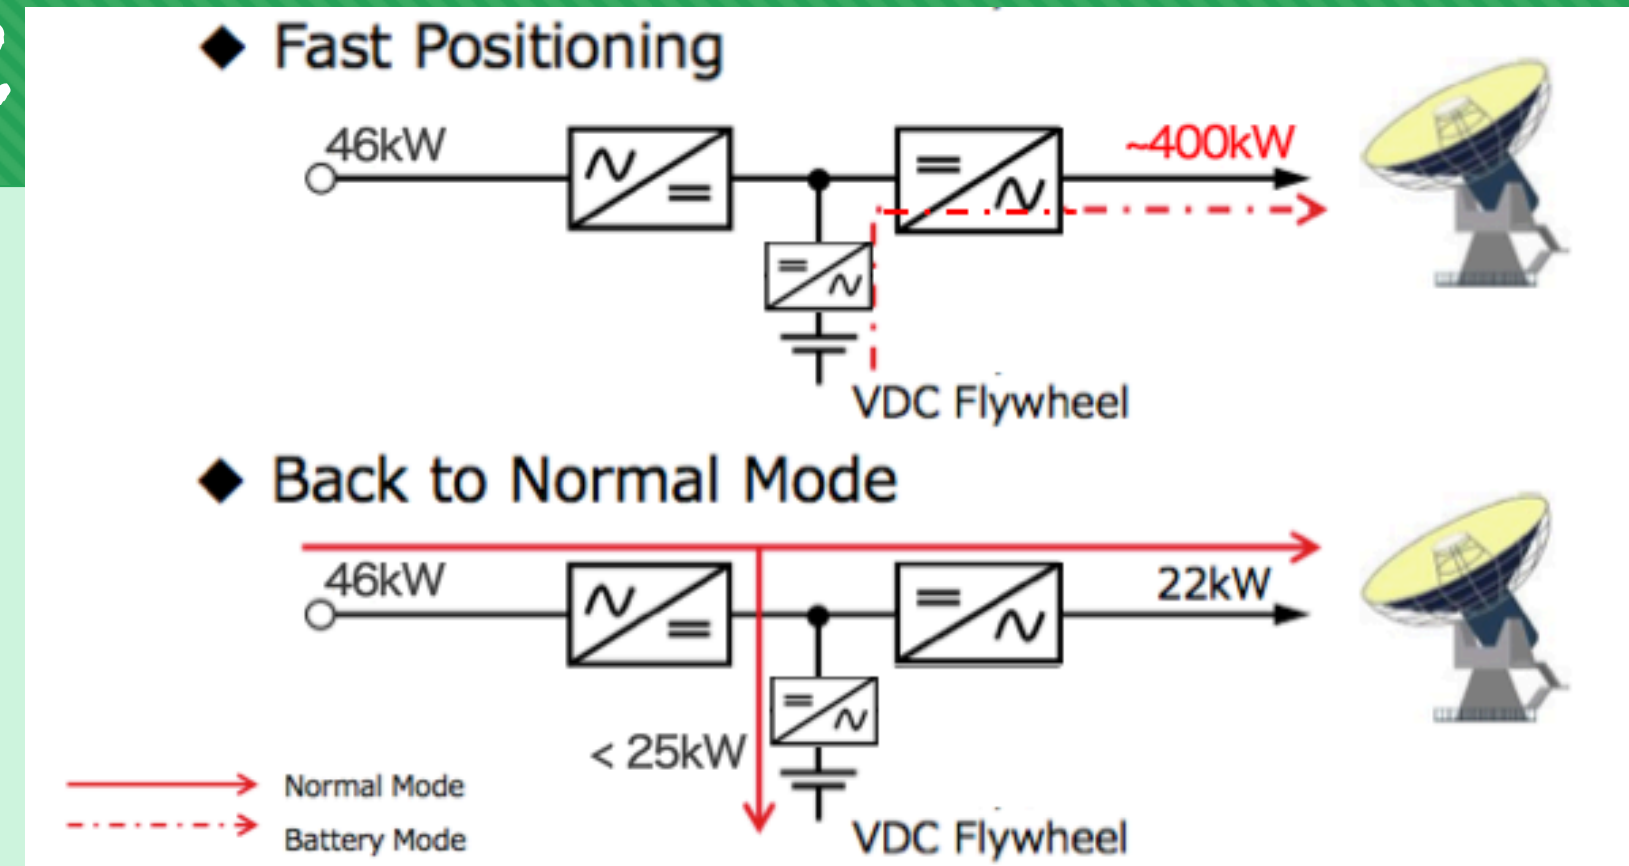 ◆ Fast Positioning
46kW
~400kW
VDC Flywheel
◆ Back to Normal Mode
46kW
22kW
< 25kW
Normal Mode
Battery Mode
VDC Flywheel